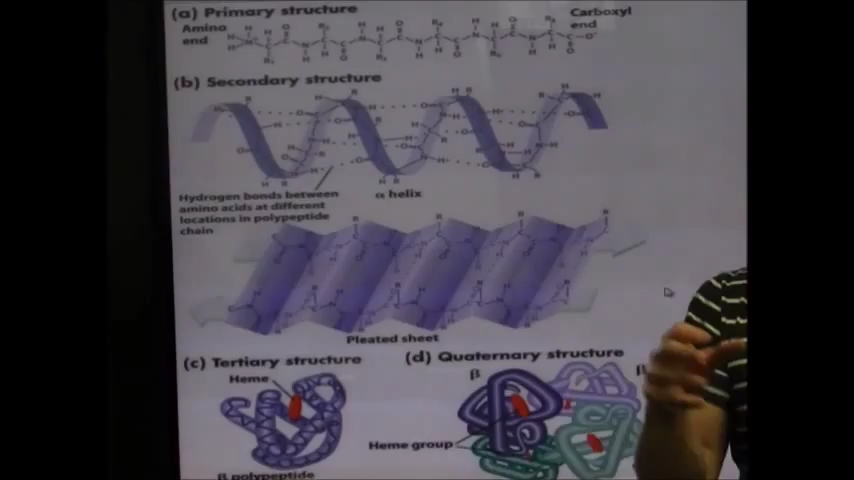 (a) Primary structure
Amino
end
Carboxyl
end
(b) Secondary structure
Hydrogen bonds between
amino acids at different
locations in polypeptide
chain
α helix
Pleated sheet
(c) Tertiary structure
Heme
β polypeptide
(d) Quaternary structure
β
β
Heme group